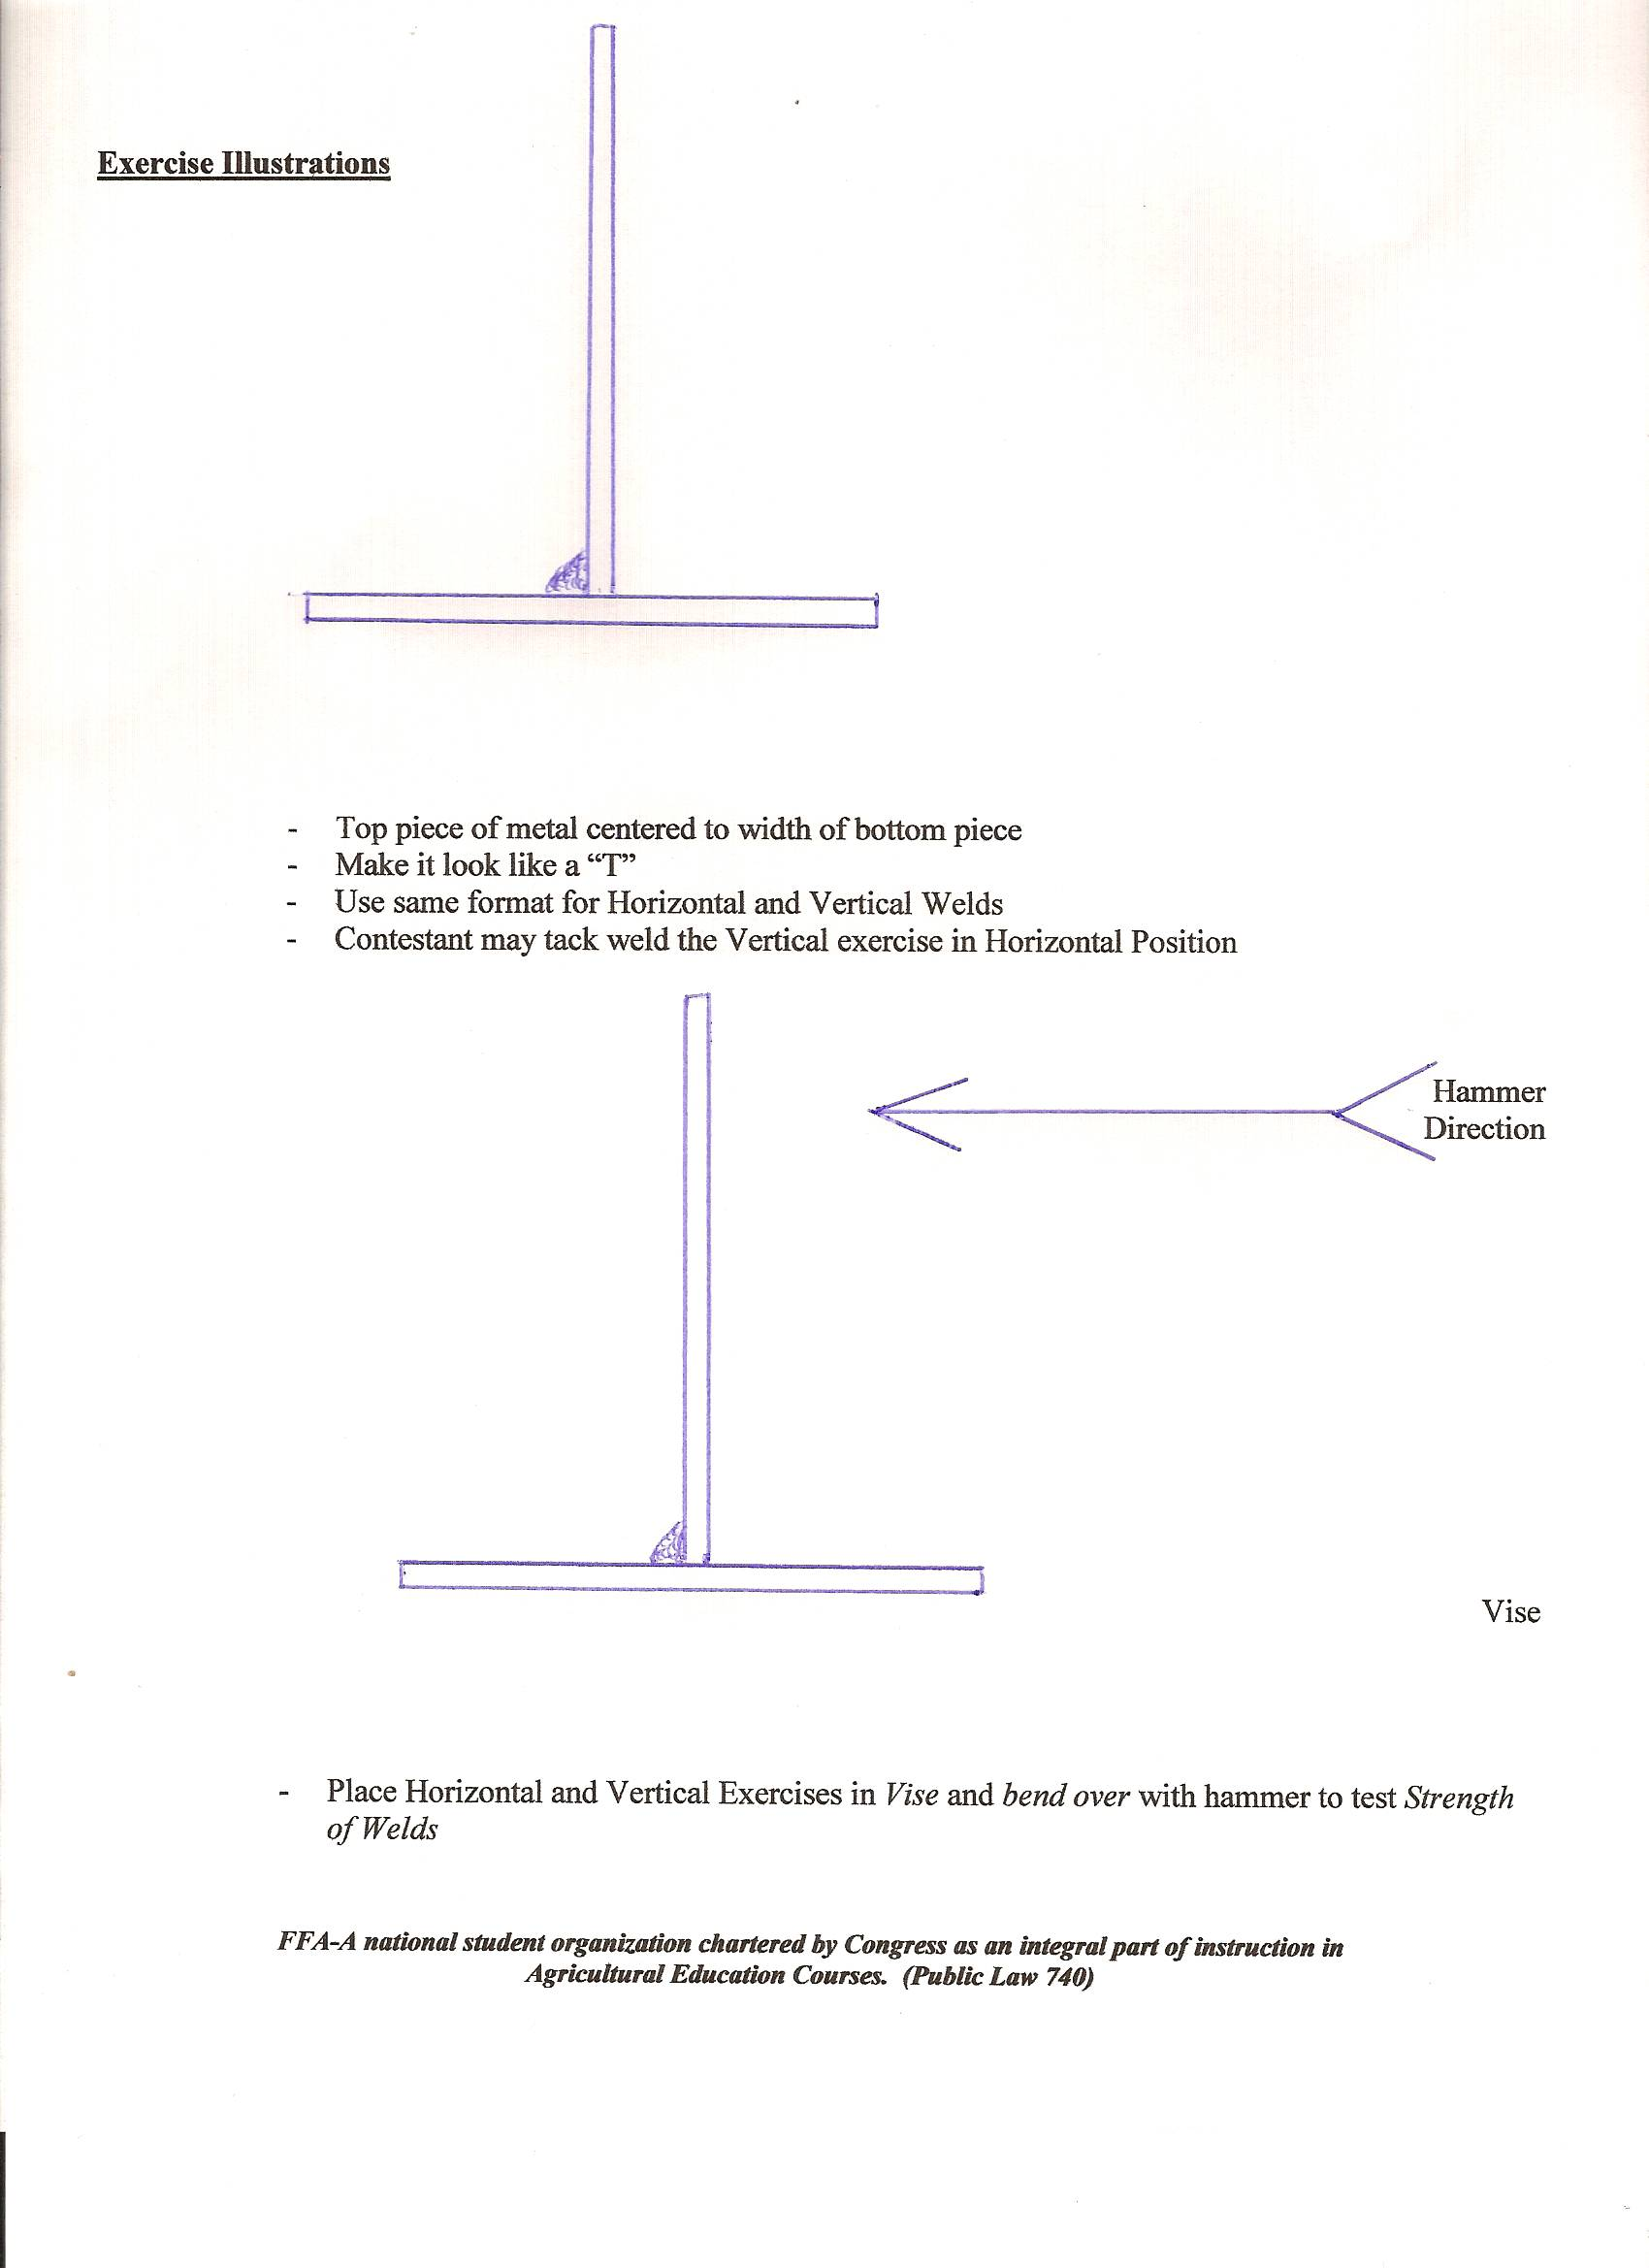 Exercise Illustrations
- Top piece of metal centered to width of bottom piece
- Make it look like a “T”
- Use same format for Horizontal and Vertical Welds
- Contestant may tack weld the Vertical exercise in Horizontal Position
Hammer
Direction
Vise
- Place Horizontal and Vertical Exercises in Vise and bend over with hammer to test Strength
of Welds
FFA-A national student organization chartered by Congress as an integral part of instruction in
Agricultural Education Courses. (Public Law 740)